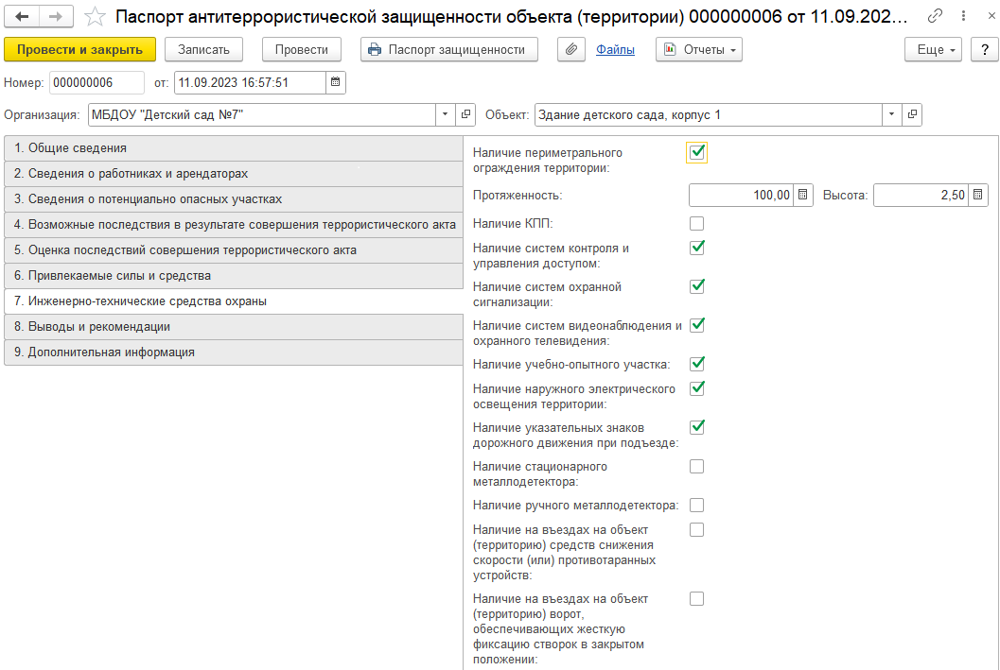 Паспорт антитеррористической защищенности объекта (территории) 000000006 от 11.09.202...
Провести и закрыть Записать Провести Паспорт защищенности Файлы Отчеты Еще ?
Номер: 000000006 от: 11.09.2023 16:57:51
Организация: МБДОУ "Детский сад №7" Объект: Здание детского сада, корпус 1
1. Общие сведения
2. Сведения о работниках и арендаторах
3. Сведения о потенциально опасных участках
4. Возможные последствия в результате совершения террористического акта
5. Оценка последствий совершения террористического акта
6. Привлекаемые силы и средства
7. Инженерно-технические средства охраны
8. Выводы и рекомендации
9. Дополнительная информация
Наличие периметрального
ограждения территории:
Протяженность: 100,00 Высота: 2,50
Наличие КПП:
Наличие систем контроля и
управления доступом:
Наличие систем охранной
сигнализации:
Наличие систем видеонаблюдения и
охранного телевидения:
Наличие учебно-опытного участка:
Наличие наружного электрического
освещения территории:
Наличие указательных знаков
дорожного движения при подъезде:
Наличие стационарного
металлодетектора:
Наличие ручного металлодетектора:
Наличие на въездах на объект
(территорию) средств снижения
скорости (или) противотаранных
устройств:
Наличие на въездах на объект
(территорию) ворот,
обеспечивающих жесткую
фиксацию створок в закрытом
положении: